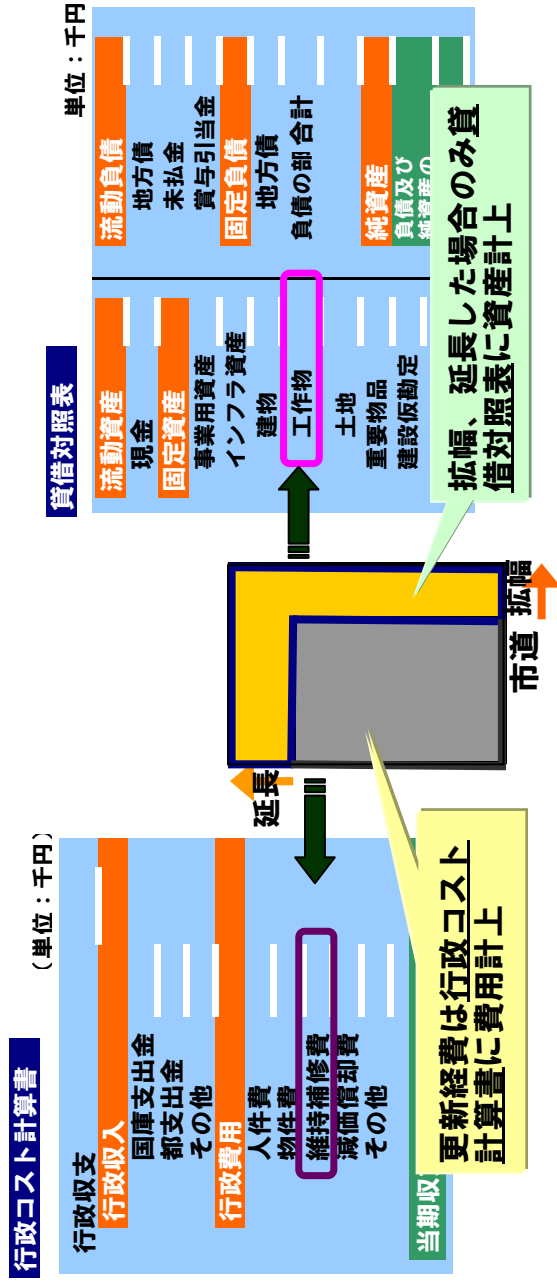 行政コスト計算書
（単位：千円）
行政収支
行政収入
国庫支出金
都支出金
その他
行政費用
人件費
物件費
維持補修費
減価償却費
その他
当期収
更新経費は行政コスト
計算書に費用計上
延長
市道
拡幅
貸借対照表
単位：千円
流動資産
現金
固定資産
事業用資産
インフラ資産
建物
工作物
土地
重要物品
建設仮勘定
流動負債
地方債
未払金
賞与引当金
固定負債
地方債
負債の部 合計
純資産
負債及び
純資産の
拡幅、延長した場合のみ貸
借対照表に資産計上